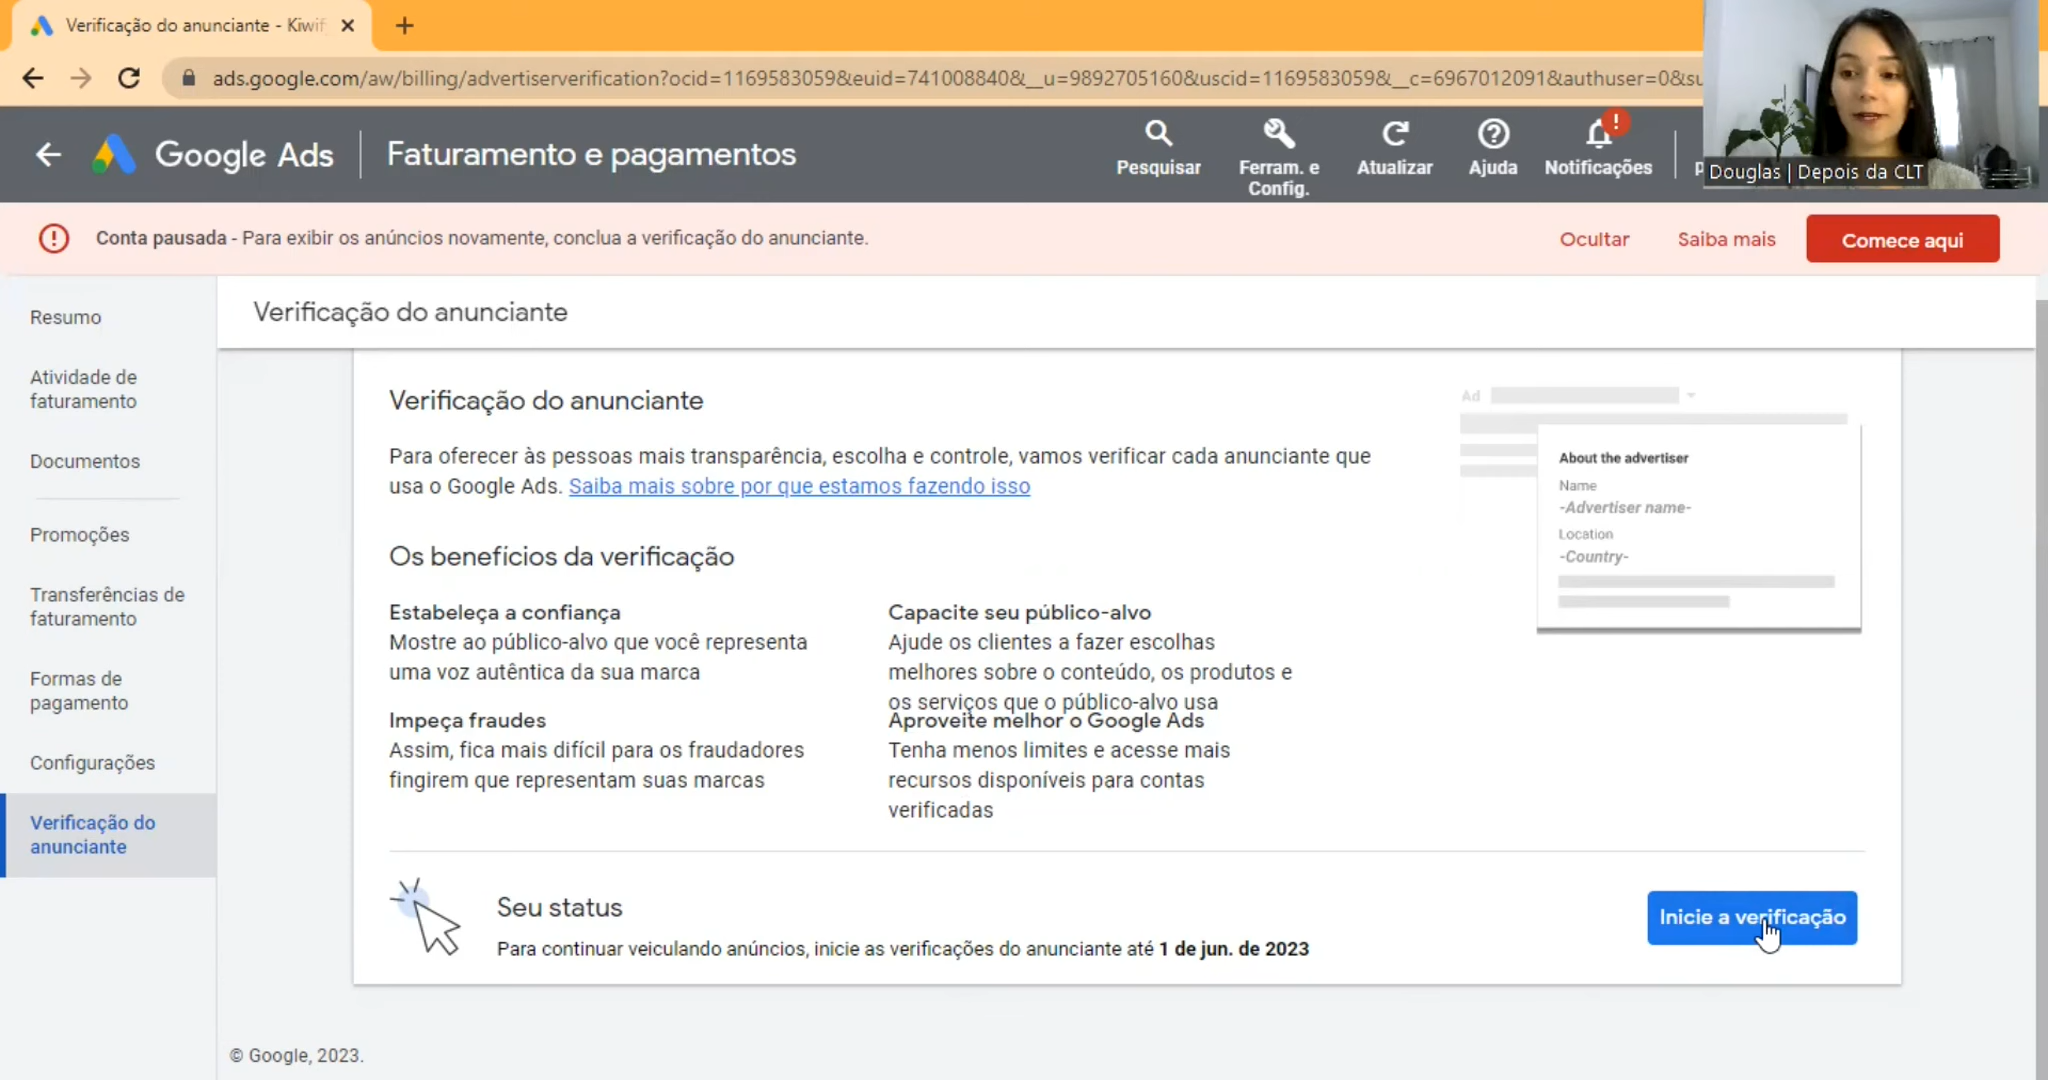 Verificação do anunciante - Kiwify
ads.google.com/aw/billing/advertiserverification?ocid=1169583059&euid=741008840&__u=9892705160&uscid=1169583059&__c=6967012091&authuser=0&su
Google Ads
Faturamento e pagamentos
Pesquisar
Ferram. e
Config.
Atualizar
Ajuda
!
Notificações
Douglas | Depois da CLT
Conta pausada - Para exibir os anúncios novamente, conclua a verificação do anunciante.
Ocultar
Saiba mais
Comece aqui
Resumo
Atividade de
faturamento
Documentos
Promoções
Transferências de
faturamento
Formas de
pagamento
Configurações
Verificação do
anunciante
Verificação do anunciante
Verificação do anunciante
Para oferecer às pessoas mais transparência, escolha e controle, vamos verificar cada anunciante que
usa o Google Ads. Saiba mais sobre por que estamos fazendo isso
Ad
About the advertiser
Name
-Advertiser name-
Location
-Country-
Os benefícios da verificação
Estabeleça a confiança
Mostre ao público-alvo que você representa
uma voz autêntica da sua marca
Capacite seu público-alvo
Ajude os clientes a fazer escolhas
melhores sobre o conteúdo, os produtos e
os serviços que o público-alvo usa
Impeça fraudes
Assim, fica mais difícil para os fraudadores
fingirem que representam suas marcas
Aproveite melhor o Google Ads
Tenha menos limites e acesse mais
recursos disponíveis para contas
verificadas
Seu status
Para continuar veiculando anúncios, inicie as verificações do anunciante até 1 de jun. de 2023
Inicie a verificação
© Google, 2023.